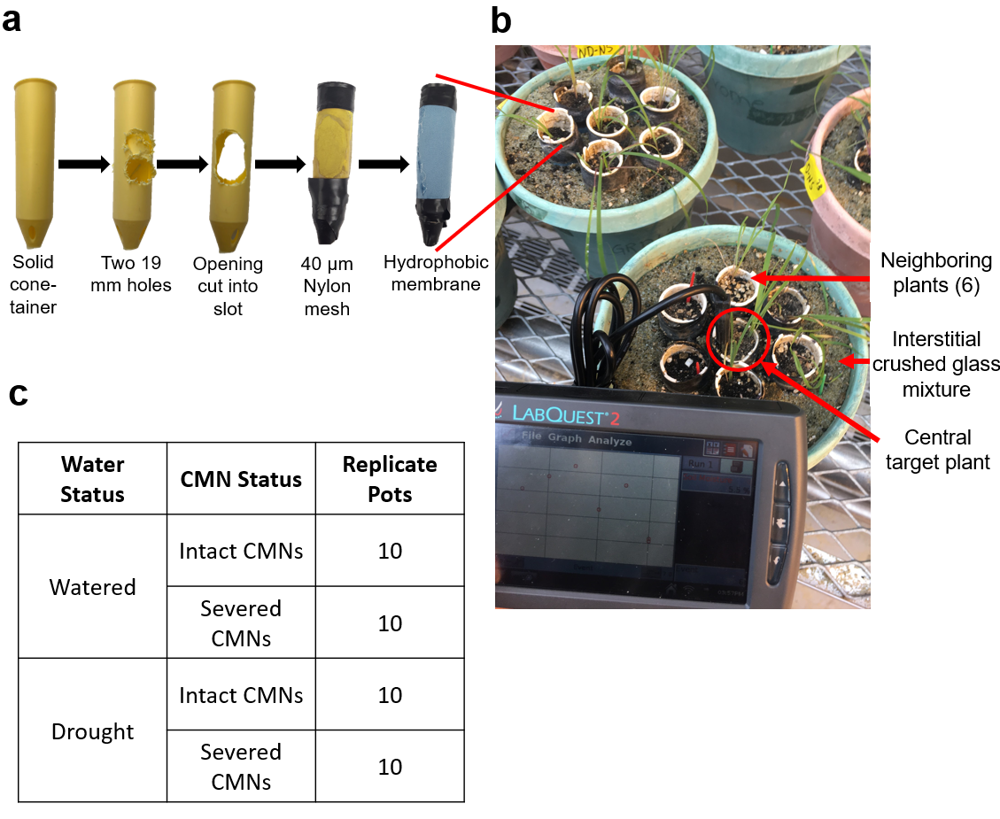 a
Solid
cone-
tainer
Two 19
mm holes
Opening
cut into
slot
40 µm
Nylon
mesh
Hydrophobic
membrane
b
ND-NS
LABQUEST 2
File Graph Analyze
Run 1
Neighboring
plants (6)
Interstitial
crushed glass
mixture
Central
target plant
c
Water
Status
CMN Status
Replicate
Pots
Watered
Intact CMNs
10
Severed
CMNs
10
Drought
Intact CMNs
10
Severed
CMNs
10